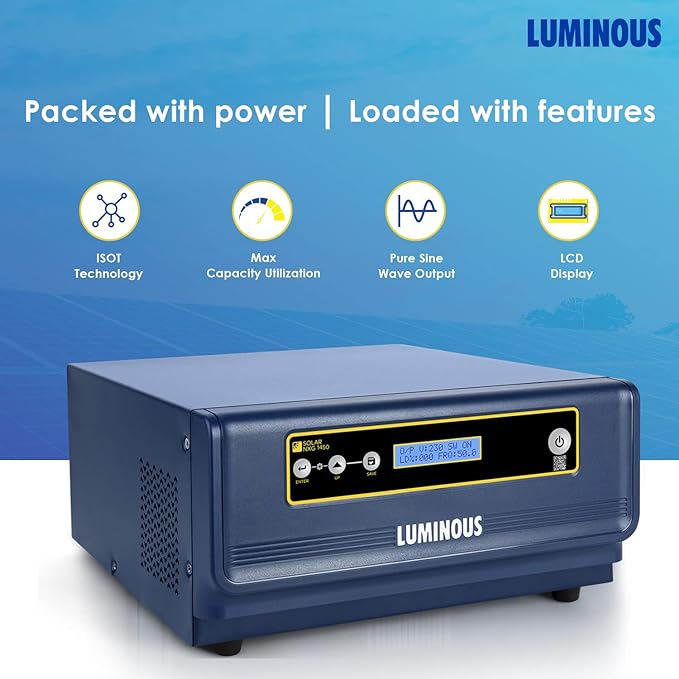 LUMINOUS
Packed with power | Loaded with features
ISOT
Technology
Max
Capacity Utilization
Pure Sine
Wave Output
LCD
Display
SOLAR
NXG 1450
O/P V:230 SW ON
LD%:000 FRQ:50.0
ENTER
UP
SAVE
LUMINOUS